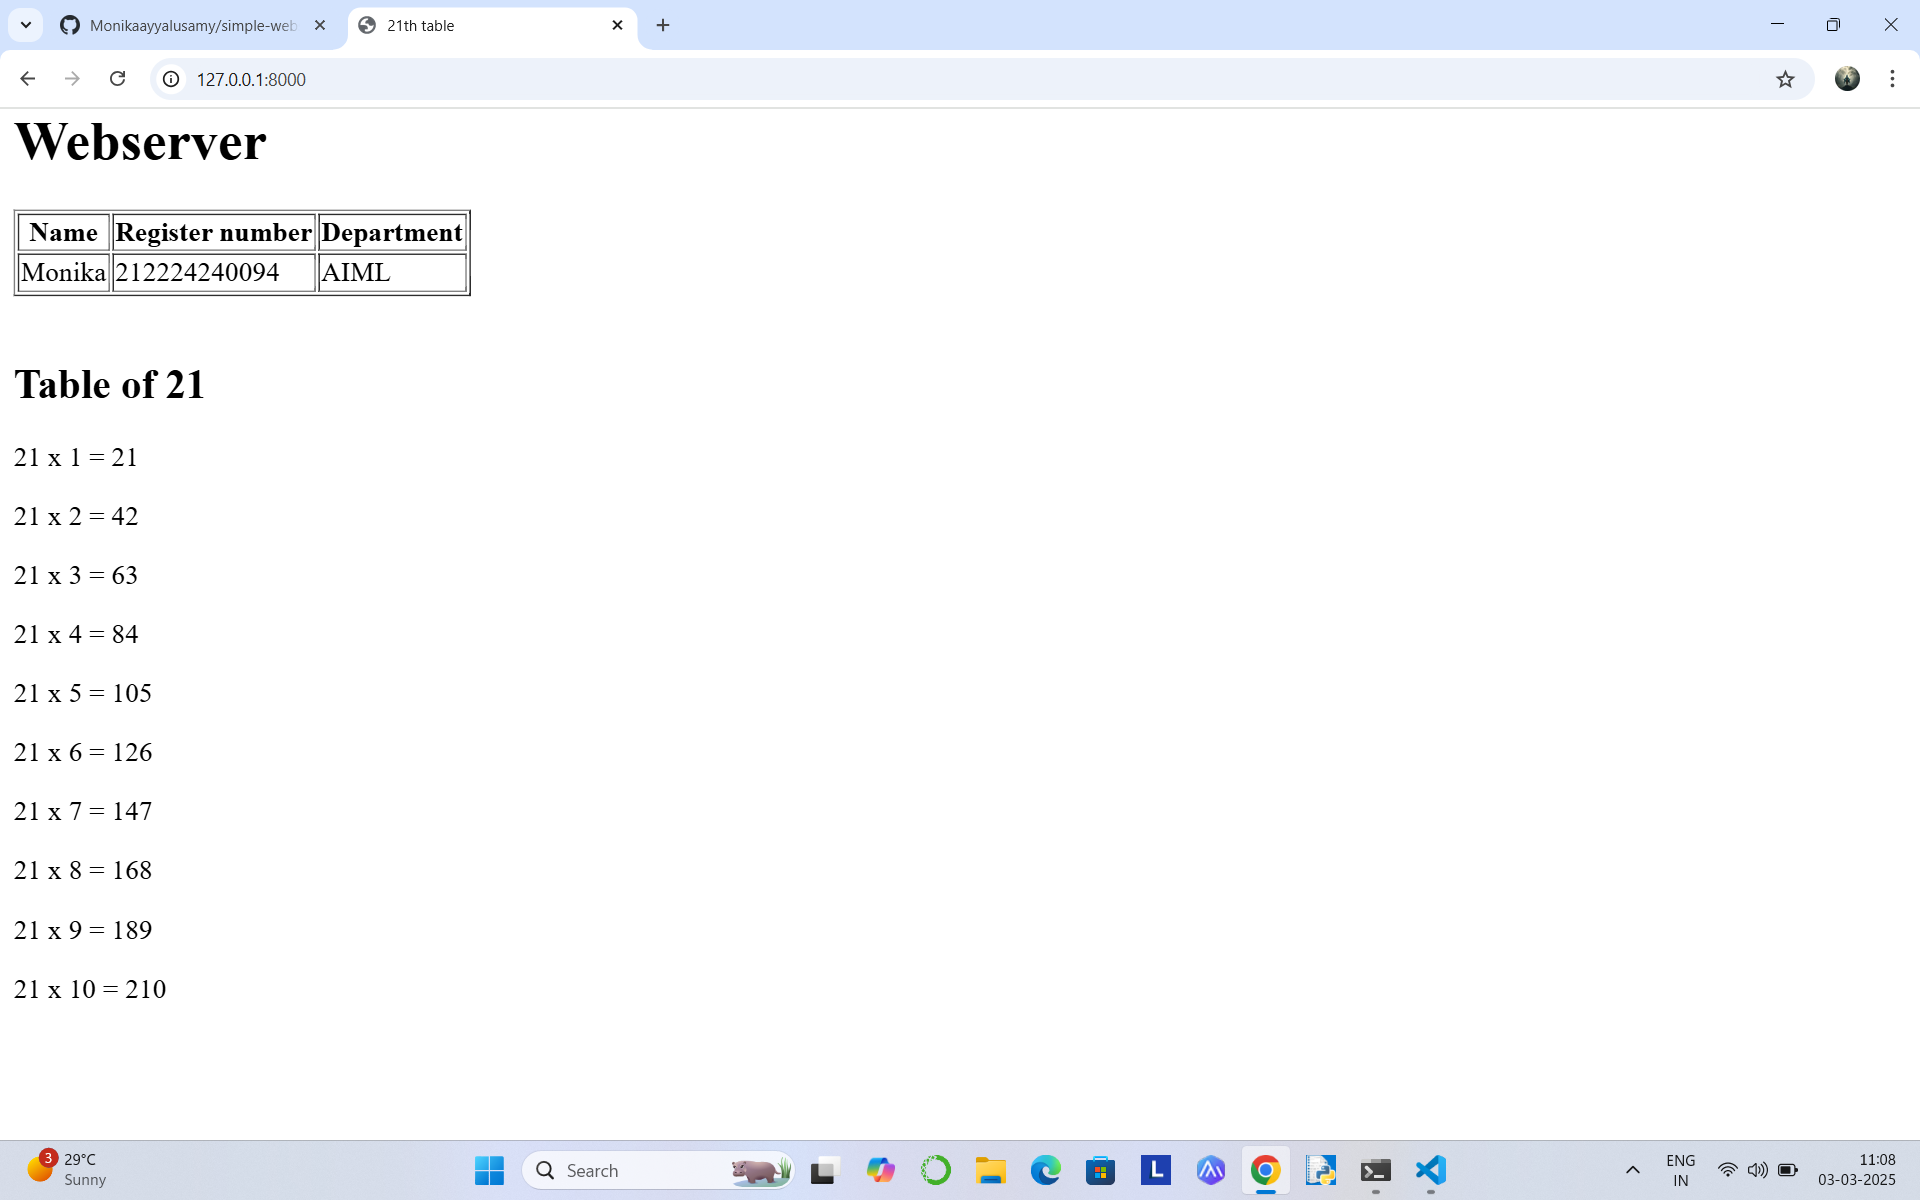 Monikaayyalusamy/simple-web
21th table
127.0.0.1:8000
Webserver
Name Register number Department
Monika 212224240094 AIML
Table of 21
21 x 1 = 21
21 x 2 = 42
21 x 3 = 63
21 x 4 = 84
21 x 5 = 105
21 x 6 = 126
21 x 7 = 147
21 x 8 = 168
21 x 9 = 189
21 x 10 = 210
3
29°C
Sunny
Search
L
ENG
IN
11:08
03-03-2025